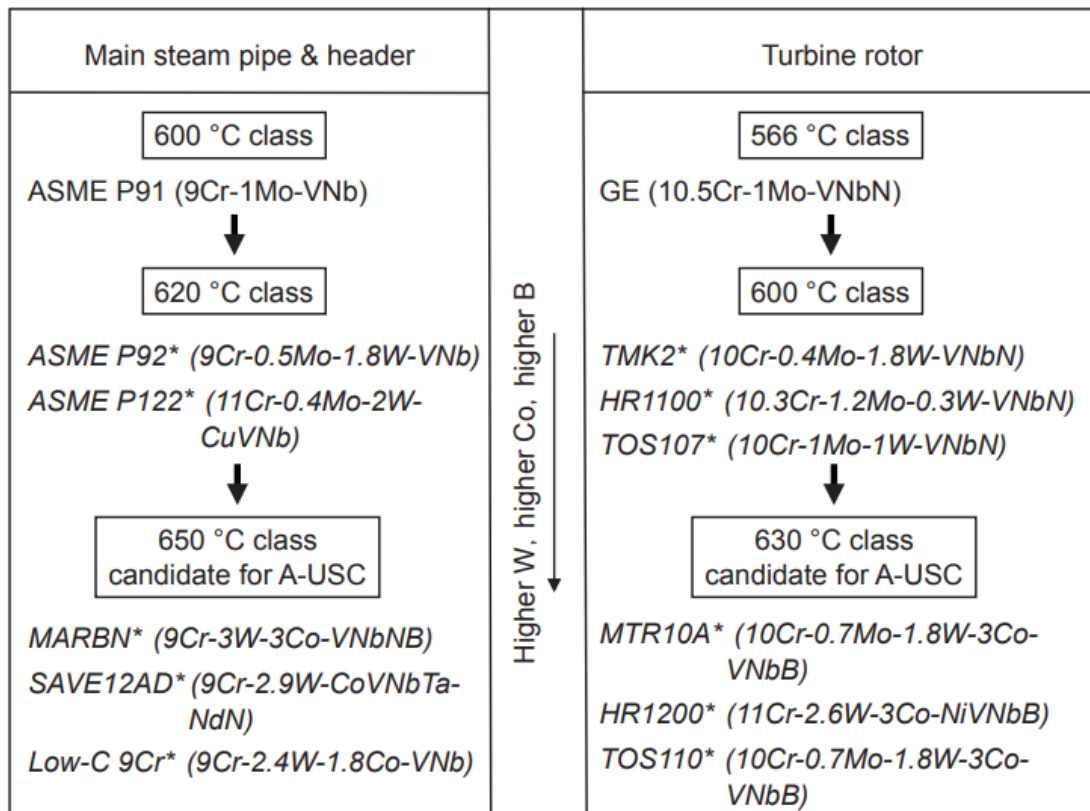 Main steam pipe & header
600 °C class
ASME P91 (9Cr-1Mo-VNb)
620 °C class
ASME P92* (9Cr-0.5Mo-1.8W-VNb)
ASME P122* (11Cr-0.4Mo-2W-
CuVNb)
650 °C class
candidate for A-USC
MARBN* (9Cr-3W-3Co-VNbNB)
SAVE12AD* (9Cr-2.9W-CoVNbTa-
NdN)
Low-C 9Cr* (9Cr-2.4W-1.8Co-VNb)
Higher W, higher Co, higher B
Turbine rotor
566 °C class
GE (10.5Cr-1Mo-VNbN)
600 °C class
TMK2* (10Cr-0.4Mo-1.8W-VNbN)
HR1100* (10.3Cr-1.2Mo-0.3W-VNbN)
TOS107* (10Cr-1Mo-1W-VNbN)
630 °C class
candidate for A-USC
MTR10A* (10Cr-0.7Mo-1.8W-3Co-
VNbB)
HR1200* (11Cr-2.6W-3Co-NiVNbB)
TOS110* (10Cr-0.7Mo-1.8W-3Co-
VNbB)